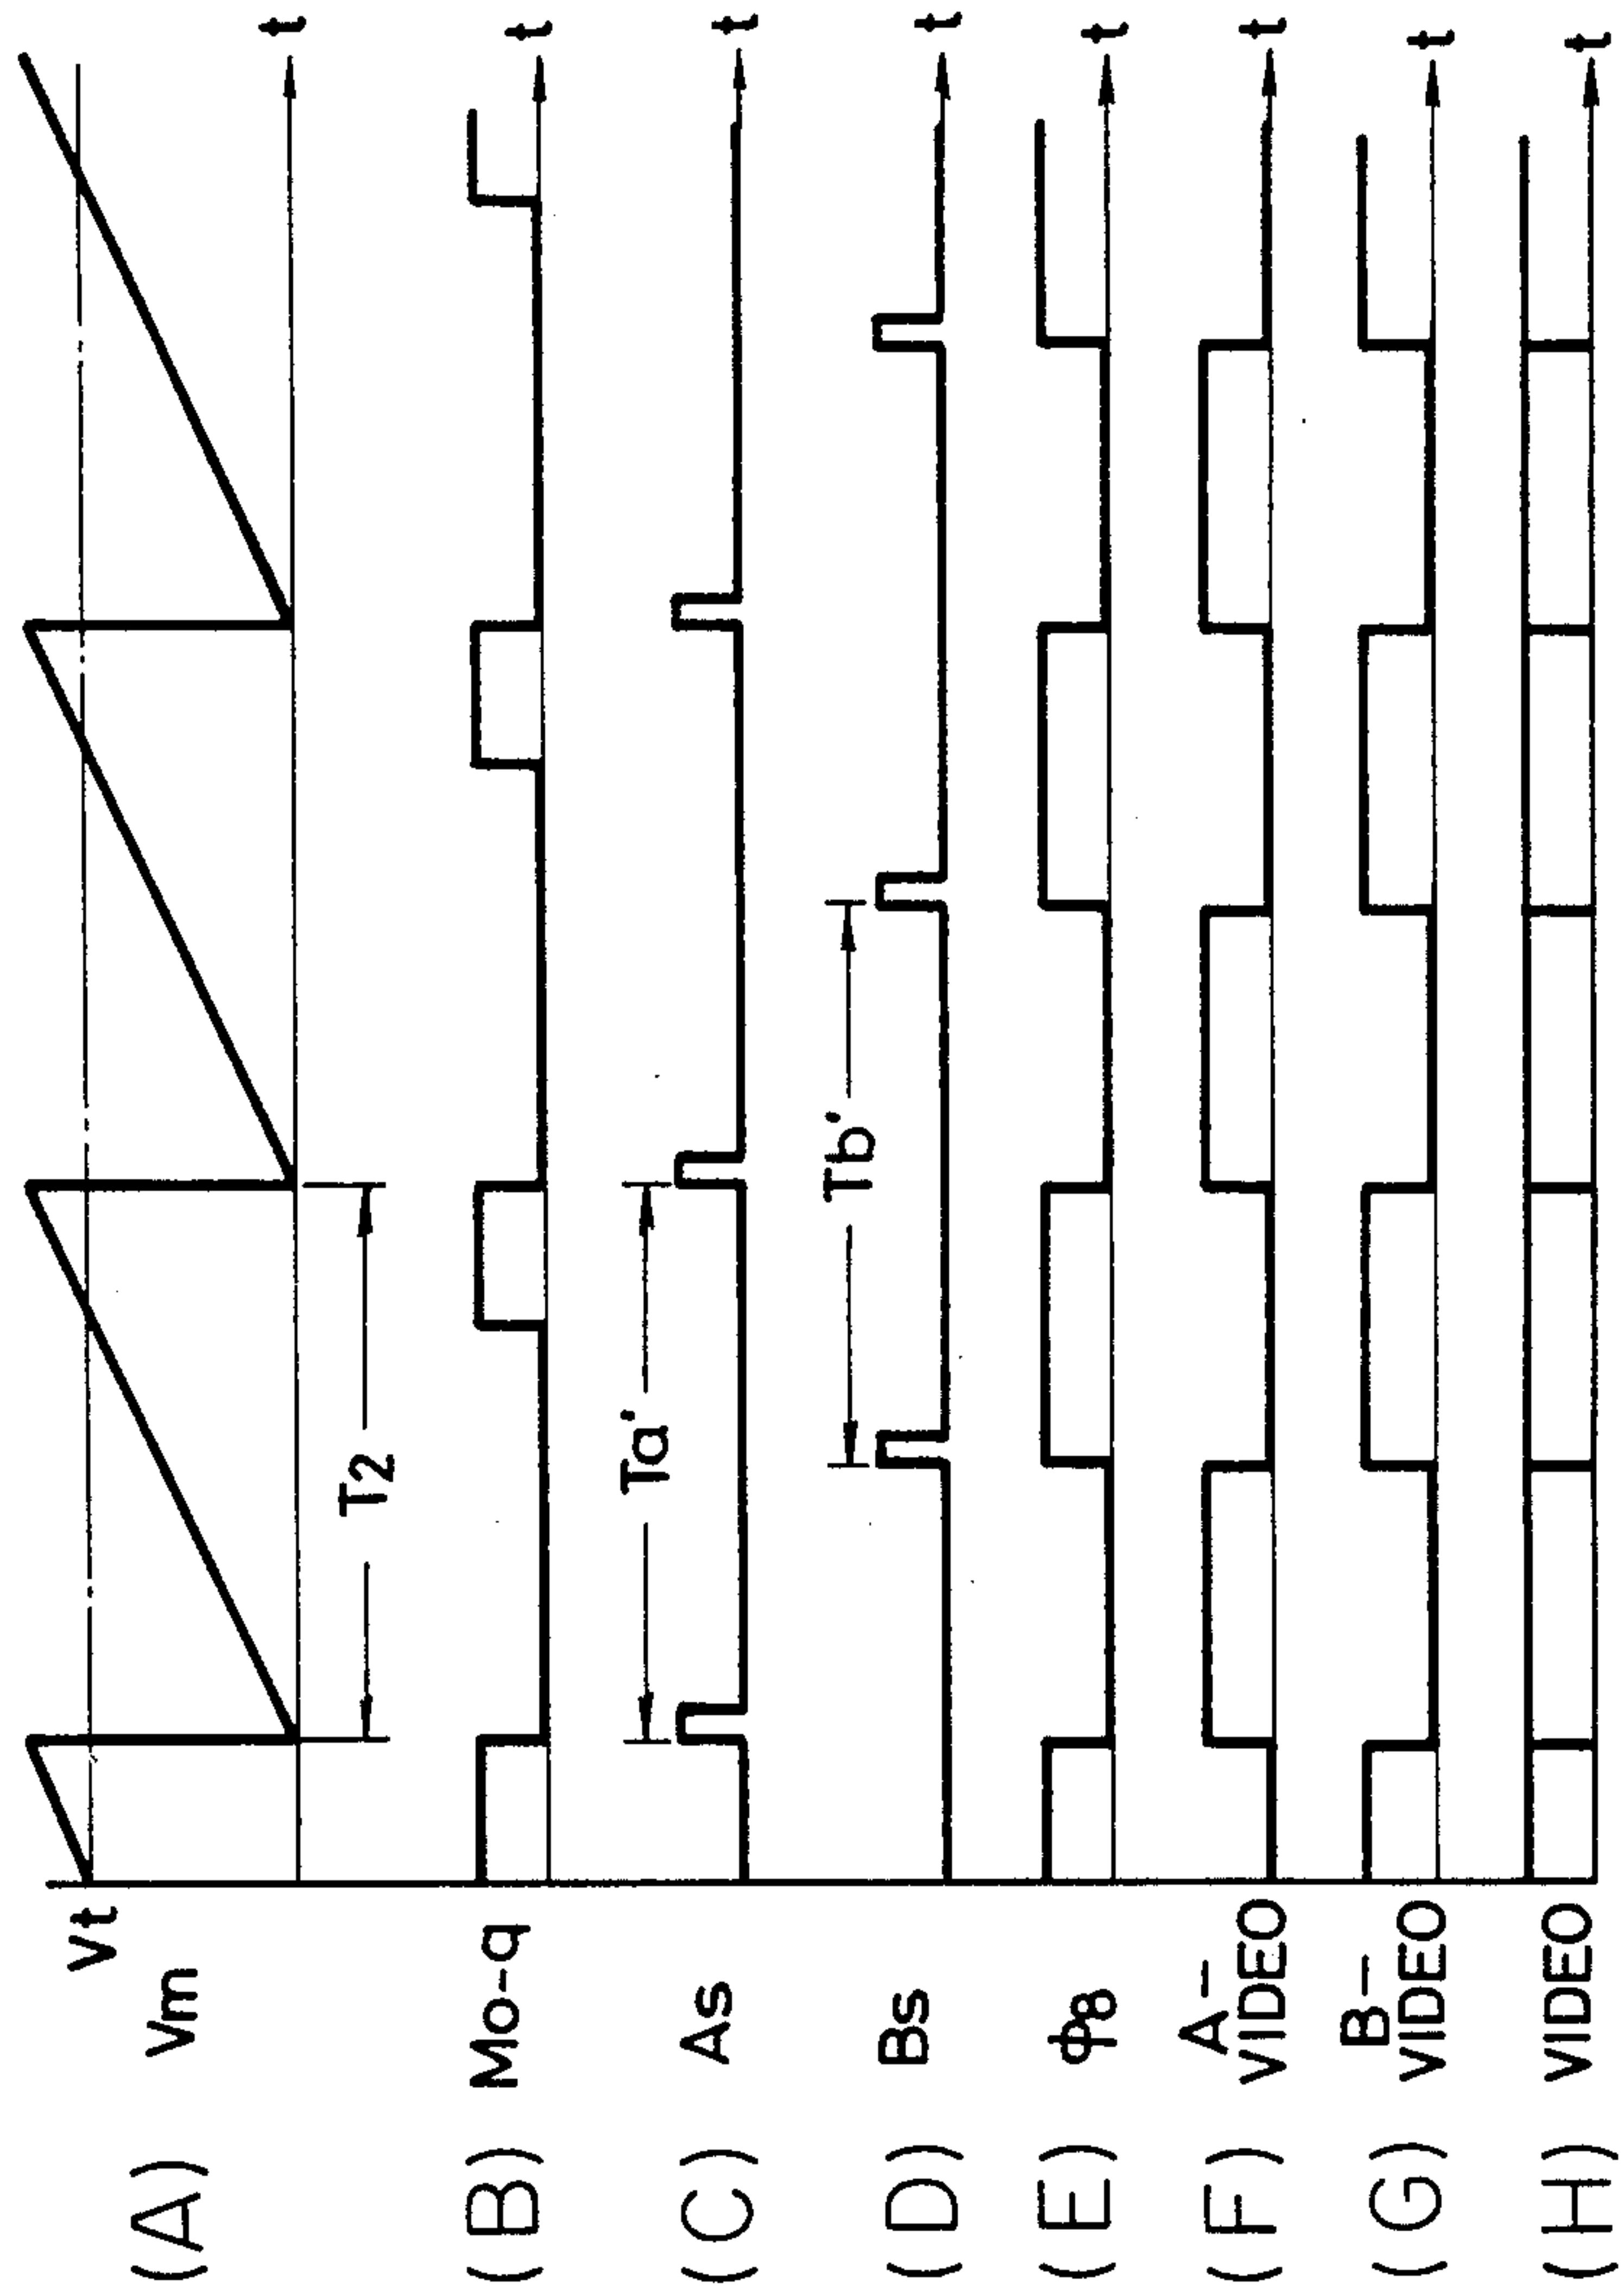 Vt
(A) Vm
t
T2
(B) Mo-q
t
Ta'
(C) As
t
Tb'
(D) Bs
t
(E) φ8
t
(F) A-
VIDEO
t
(G) B-
VIDEO
t
(H) VIDEO
t